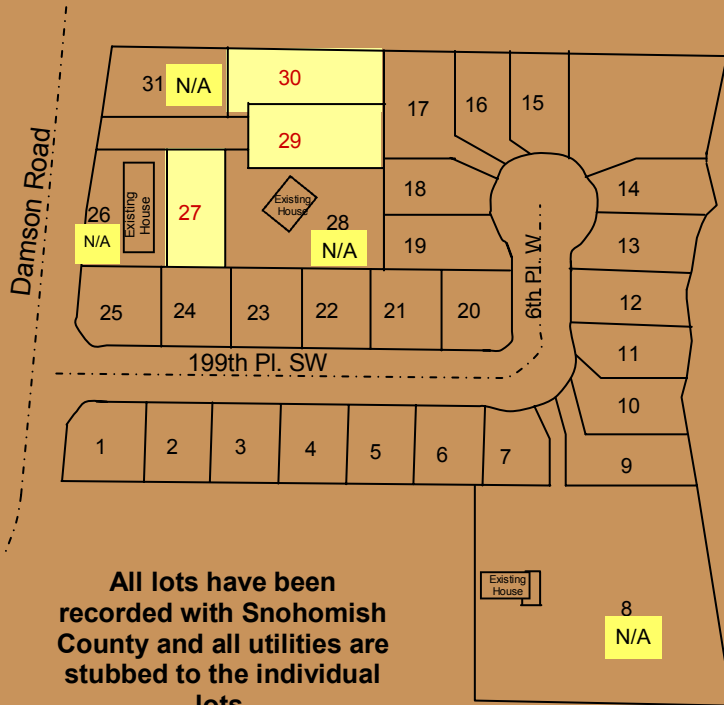 31 N/A
30
17
16
15
29
Damson Road
26
N/A
Existing
House
27
Existing
House
28
N/A
18
19
14
13
12
11
10
9
6th Pl. W
25
24
23
22
21
20
199th Pl. SW
1
2
3
4
5
6
7
Existing
House
8
N/A
All lots have been
recorded with Snohomish
County and all utilities are
stubbed to the individual
lots